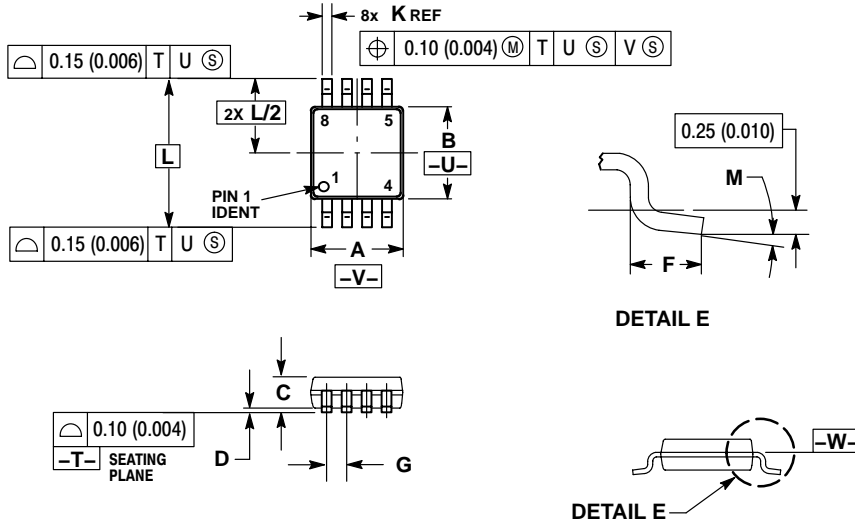 8x K REF
⌖ 0.10 (0.004) Ⓜ T U Ⓢ V Ⓢ
⌓ 0.15 (0.006) T U Ⓢ
2X L/2
L
8 5
B
–U–
1
4
PIN 1
IDENT
⌓ 0.15 (0.006) T U Ⓢ
A
–V–
0.25 (0.010)
M
F
DETAIL E
C
⌓ 0.10 (0.004)
–T– SEATING
PLANE
D
G
–W–
DETAIL E